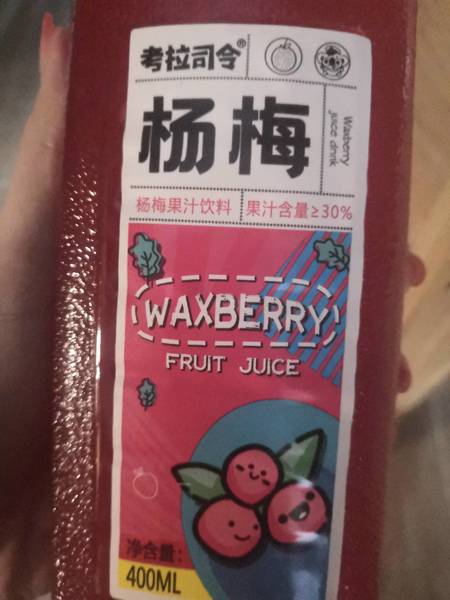 考拉司令®
杨梅
Waxberry
juice drink
杨梅果汁饮料
果汁含量≥30%
WAXBERRY
FRUIT JUICE
净含量:
400ML